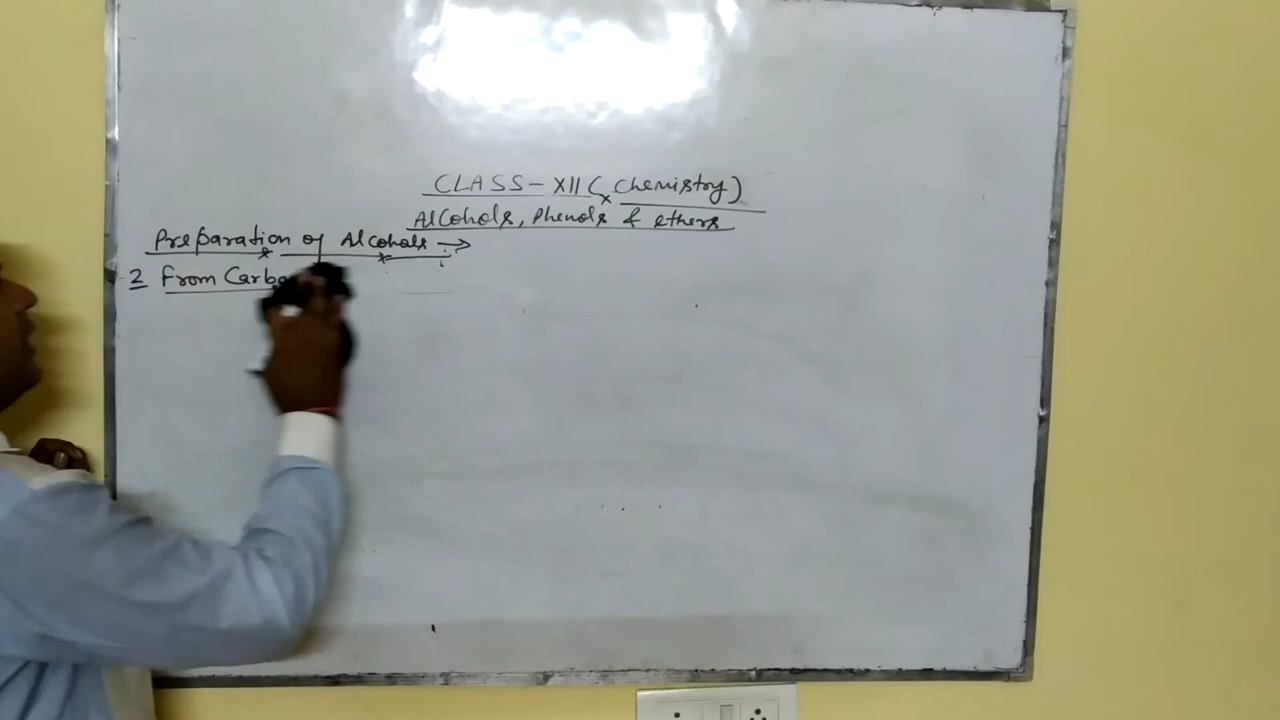 CLASS - XII (Chemistry)
Alcohols, Phenols & ethers
Preparation of Alcohols →
2 From